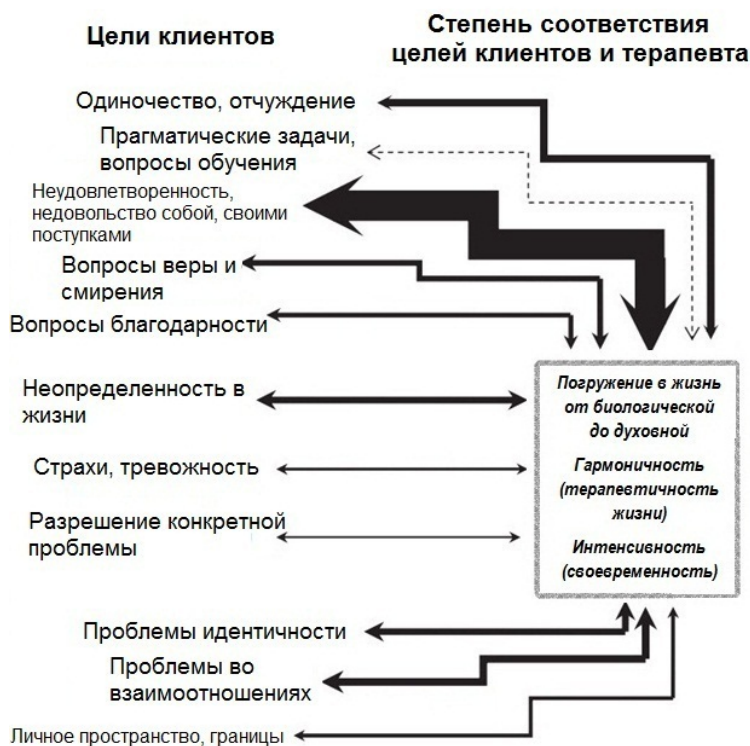 Цели клиентов
Степень соответствия
целей клиентов и терапевта
Одиночество, отчуждение
Прагматические задачи,
вопросы обучения
Неудовлетворенность,
недовольство собой, своими
поступками
Вопросы веры и
смирения
Вопросы благодарности
Неопределенность в
жизни
Страхи, тревожность
Разрешение конкретной
проблемы
Проблемы идентичности
Проблемы во
взаимоотношениях
Личное пространство, границы
Погружение в жизнь
от биологической
до духовной
Гармоничность
(терапевтичность
жизни)
Интенсивность
(своевременность)